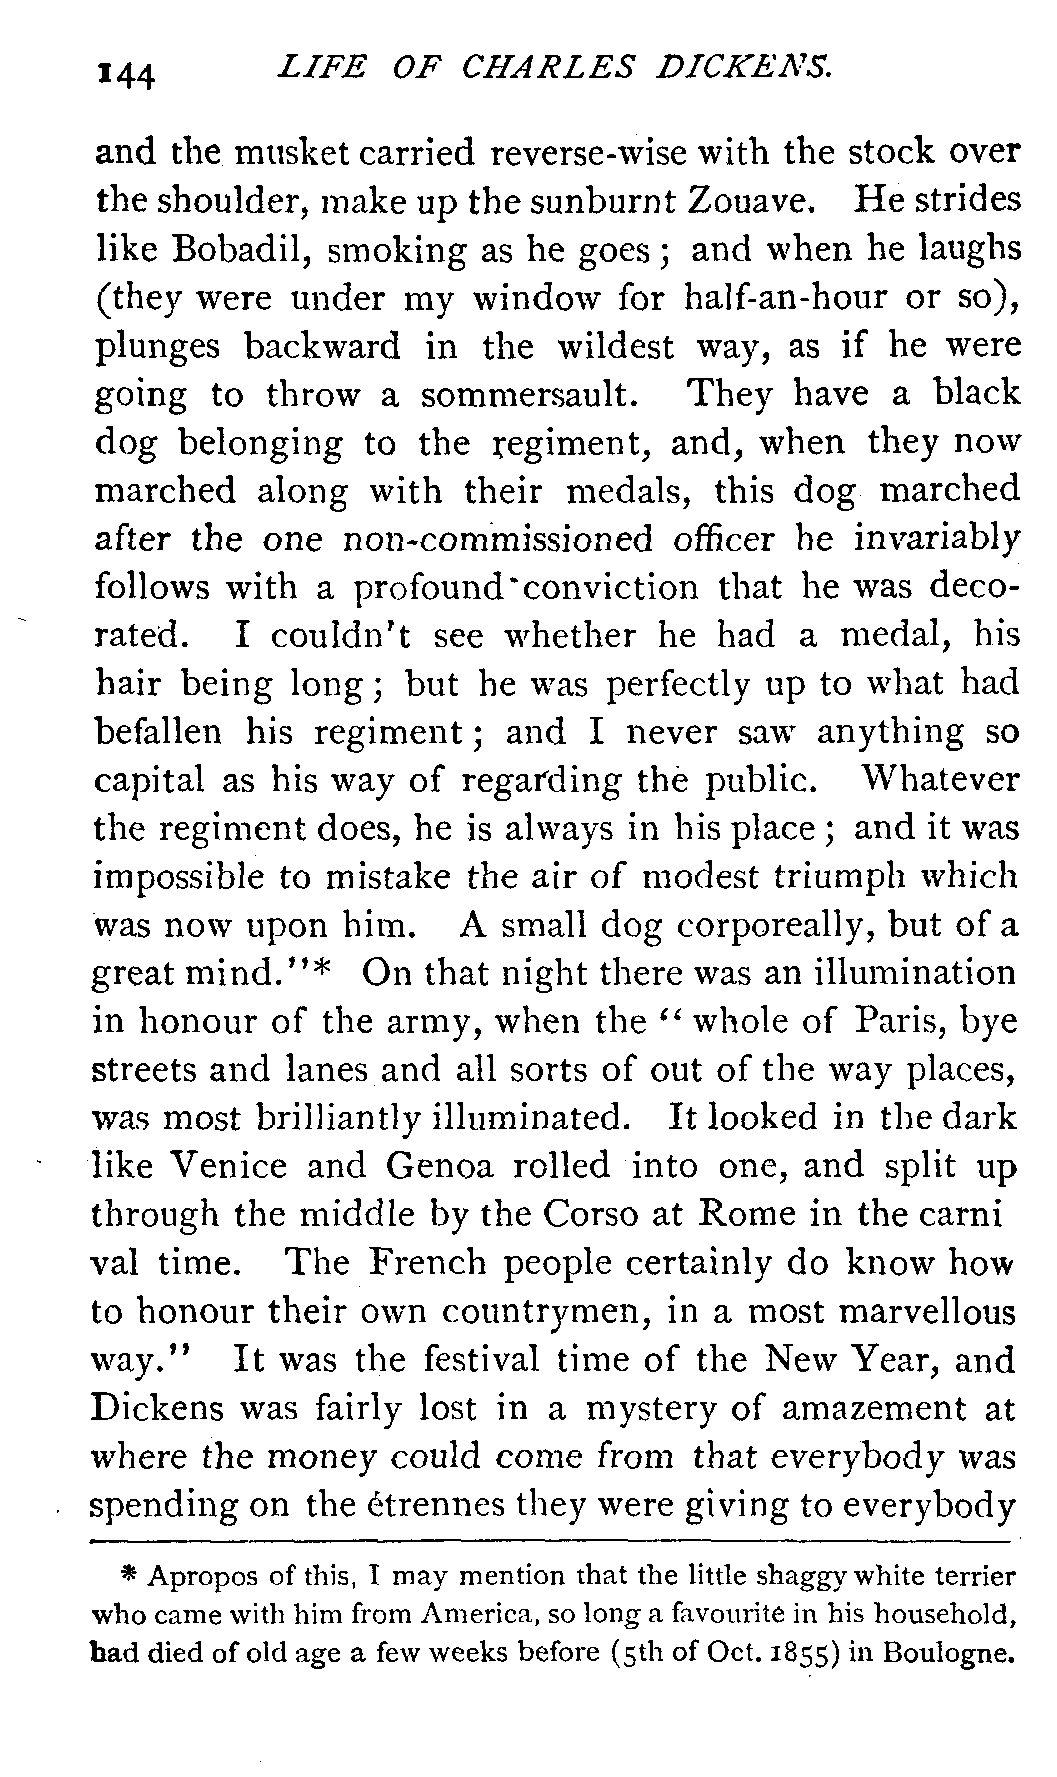 144 LIFE OF CHARLES DICKENS.
and the musket carried reverse-wise with the stock over
the shoulder, make up the sunburnt Zouave. He strides
like Bobadil, smoking as he goes ; and when he laughs
(they were under my window for half-an-hour or so),
plunges backward in the wildest way, as if he were
going to throw a sommersault. They have a black
dog belonging to the regiment, and, when they now
marched along with their medals, this dog marched
after the one non-commissioned officer he invariably
follows with a profound conviction that he was deco-
rated. I couldn't see whether he had a medal, his
hair being long ; but he was perfectly up to what had
befallen his regiment ; and I never saw anything so
capital as his way of regarding the public. Whatever
the regiment does, he is always in his place ; and it was
impossible to mistake the air of modest triumph which
was now upon him. A small dog corporeally, but of a
great mind."* On that night there was an illumination
in honour of the army, when the " whole of Paris, bye
streets and lanes and all sorts of out of the way places,
was most brilliantly illuminated. It looked in the dark
like Venice and Genoa rolled into one, and split up
through the middle by the Corso at Rome in the carni
val time. The French people certainly do know how
to honour their own countrymen, in a most marvellous
way." It was the festival time of the New Year, and
Dickens was fairly lost in a mystery of amazement at
where the money could come from that everybody was
spending on the étrennes they were giving to everybody
* Apropos of this, I may mention that the little shaggy white terrier
who came with him from America, so long a favourite in his household,
had died of old age a few weeks before (5th of Oct. 1855) in Boulogne.